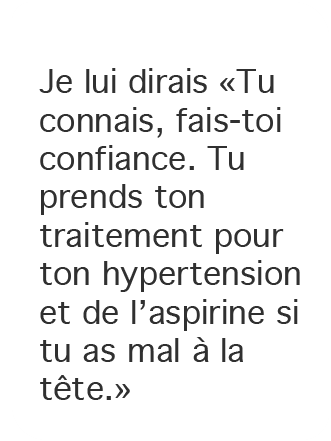 Je lui dirais «Tu
connais, fais-toi
confiance. Tu
prends ton
traitement pour
ton hypertension
et de l’aspirine si
tu as mal à la
tête.»